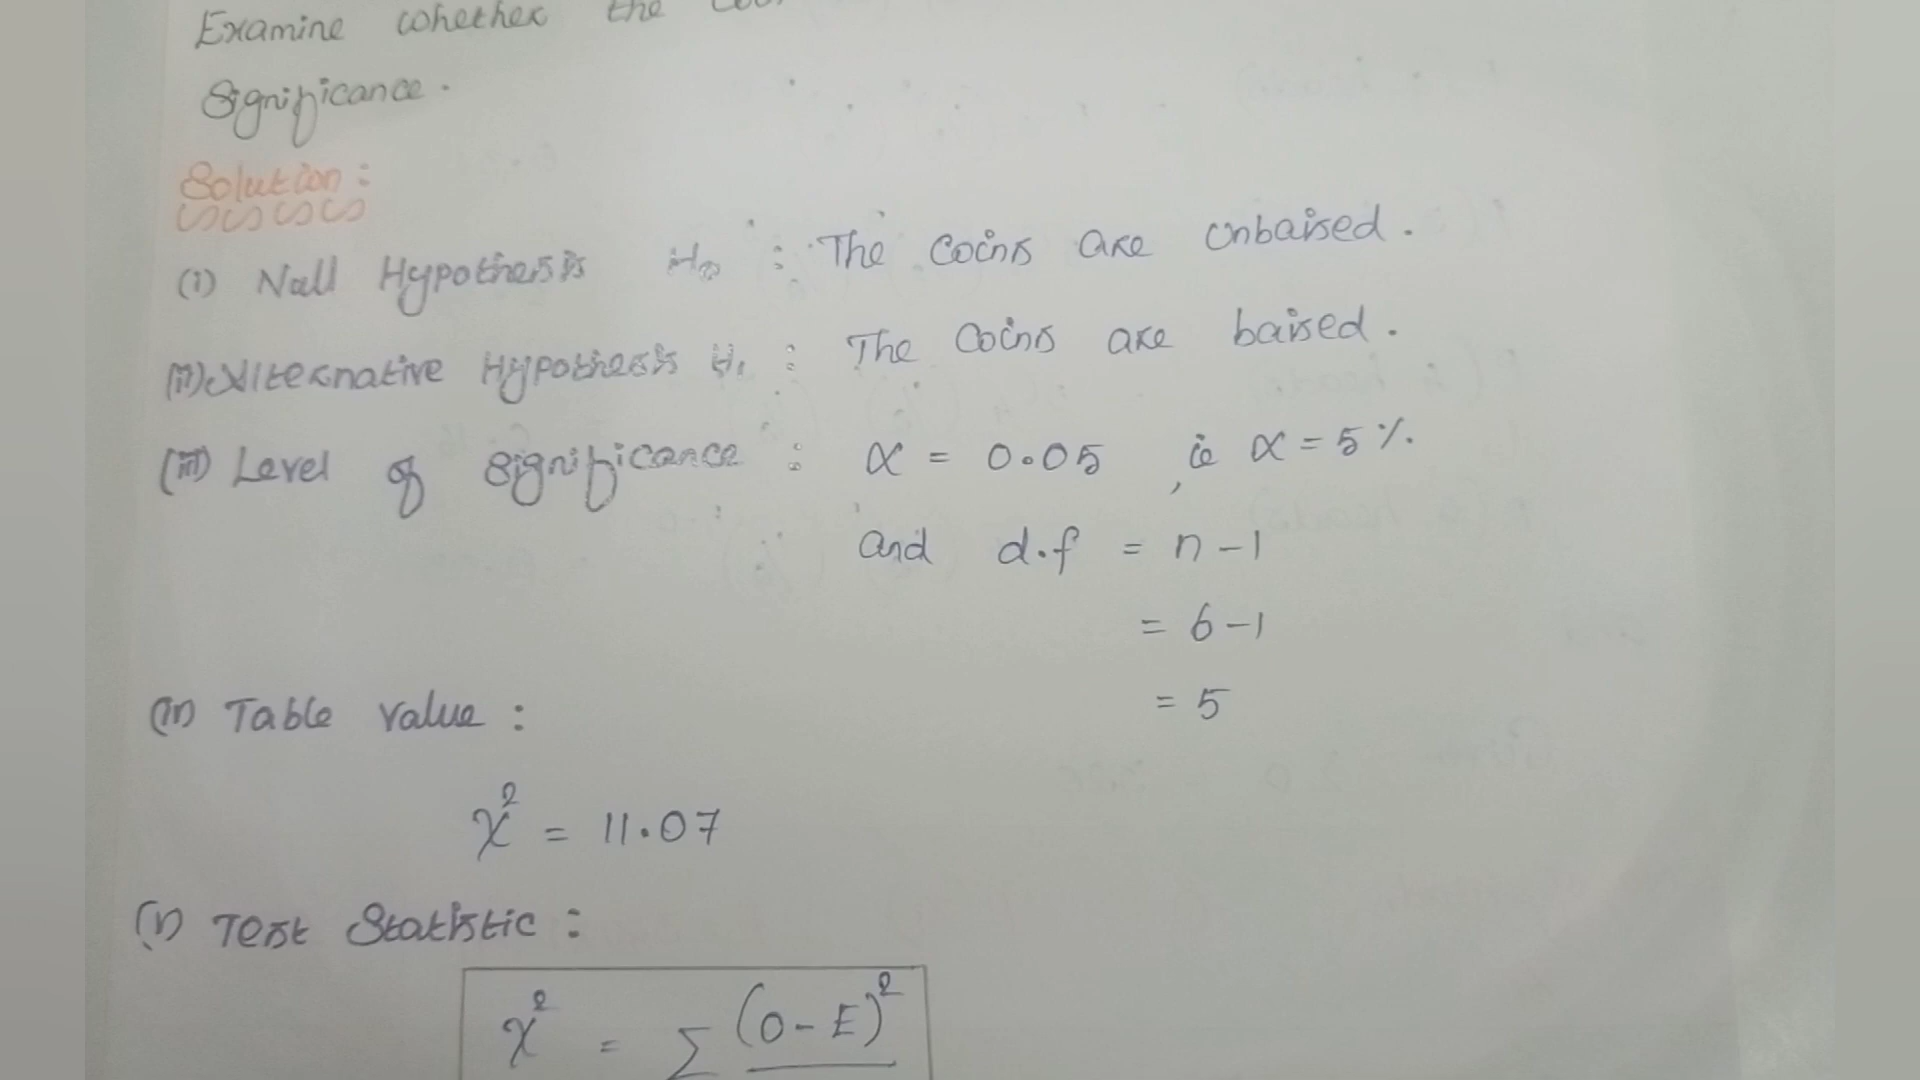 Examine whether the
Significance.
Solution:
(i) Null Hypothesis H₀ : The Coins are unbaised.
(ii) Alternative Hypothesis H₁ : The Coins are baised.
(iii) Level of Significance : α = 0.05, ie α = 5%.
and d.f = n-1
= 6-1
= 5
(iv) Table value :
χ² = 11.07
(v) Test Statistic :
χ² = Σ (O-E)²